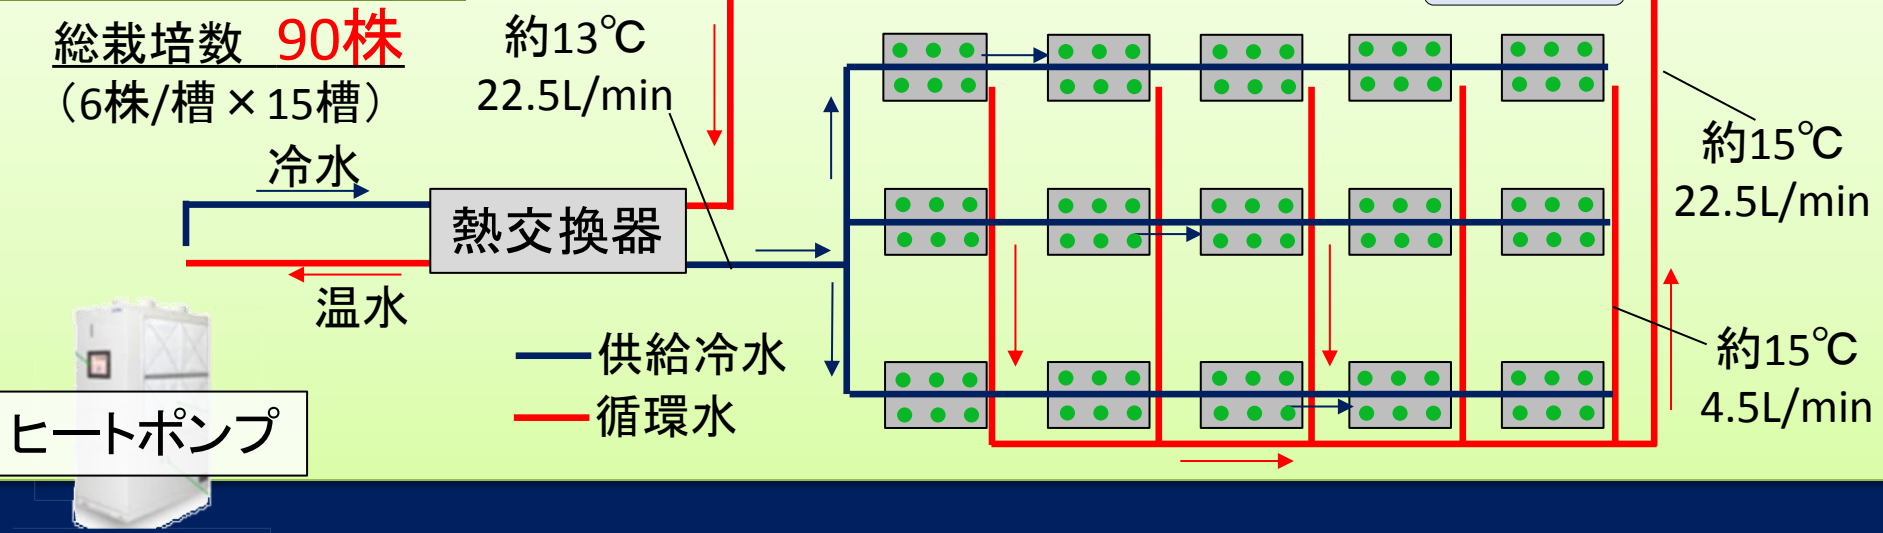 総栽培数 90株
(6株/槽×15槽)
約13℃
22.5L/min
冷水
熱交換器
温水
供給冷水
循環水
ヒートポンプ
約15℃
22.5L/min
約15℃
4.5L/min